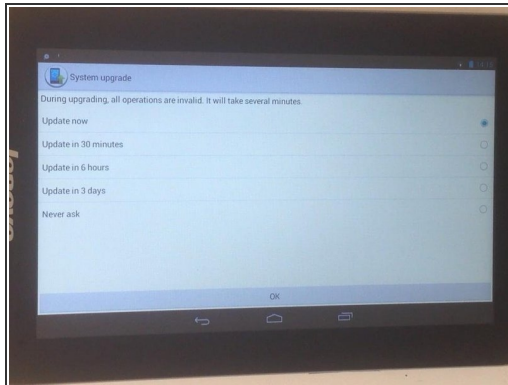 System upgrade
During upgrading, all operations are invalid. It will take several minutes.
Update now
Update in 30 minutes
Update in 6 hours
Update in 3 days
Never ask
OK
lenovo